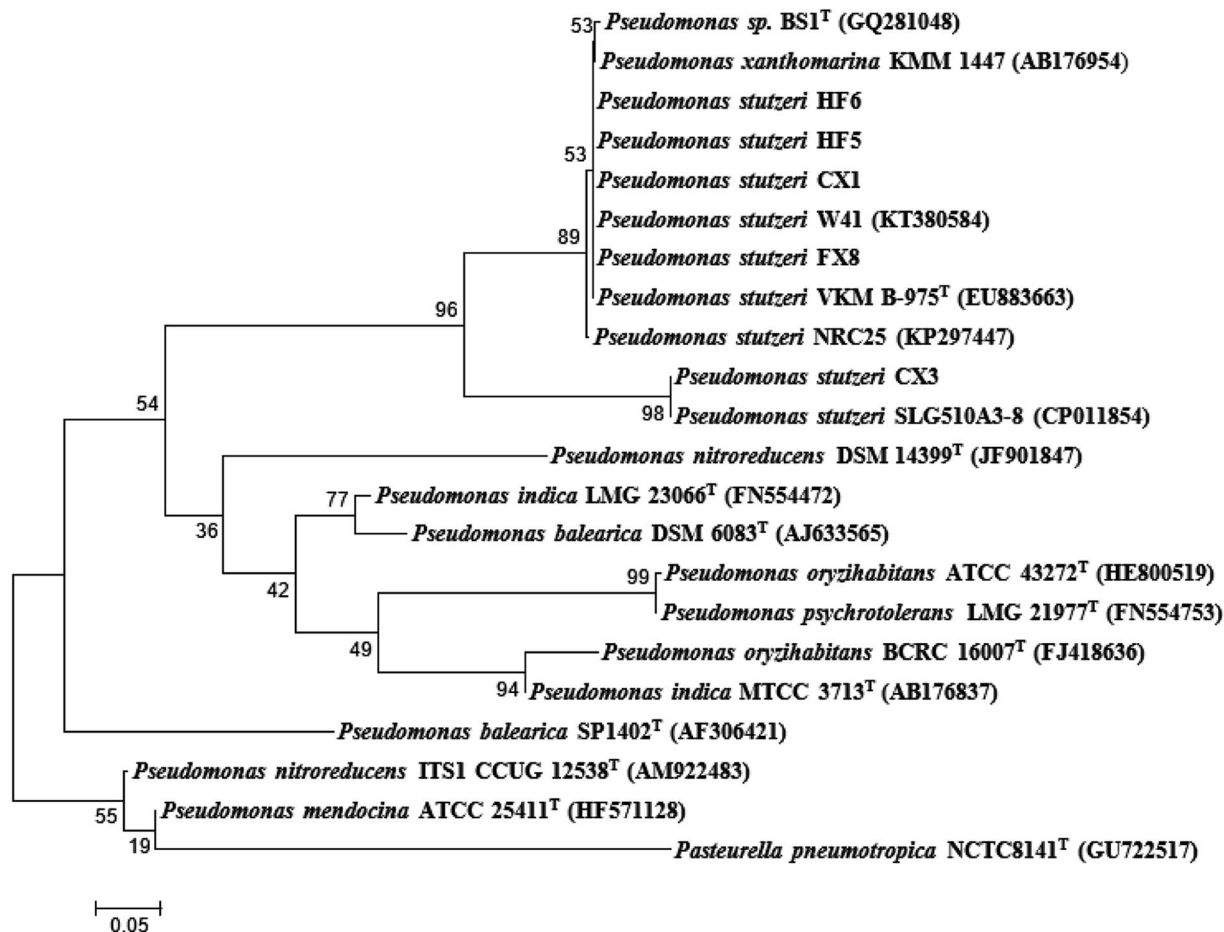 53 Pseudomonas sp. BS1ᵀ (GQ281048)
Pseudomonas xanthomarina KMM 1447 (AB176954)
Pseudomonas stutzeri HF6
Pseudomonas stutzeri HF5
53
Pseudomonas stutzeri CX1
Pseudomonas stutzeri W41 (KT380584)
89
Pseudomonas stutzeri FX8
Pseudomonas stutzeri VKM B-975ᵀ (EU883663)
96
Pseudomonas stutzeri NRC25 (KP297447)
Pseudomonas stutzeri CX3
54
98 Pseudomonas stutzeri SLG510A3-8 (CP011854)
Pseudomonas nitroreducens DSM 14399ᵀ (JF901847)
77 Pseudomonas indica LMG 23066ᵀ (FN554472)
36
Pseudomonas balearica DSM 6083ᵀ (AJ633565)
99 Pseudomonas oryzihabitans ATCC 43272ᵀ (HE800519)
42
Pseudomonas psychrotolerans LMG 21977ᵀ (FN554753)
49
Pseudomonas oryzihabitans BCRC 16007ᵀ (FJ418636)
94 Pseudomonas indica MTCC 3713ᵀ (AB176837)
Pseudomonas balearica SP1402ᵀ (AF306421)
Pseudomonas nitroreducens ITS1 CCUG 12538ᵀ (AM922483)
55
Pseudomonas mendocina ATCC 25411ᵀ (HF571128)
19
Pasteurella pneumotropica NCTC8141ᵀ (GU722517)
0.05